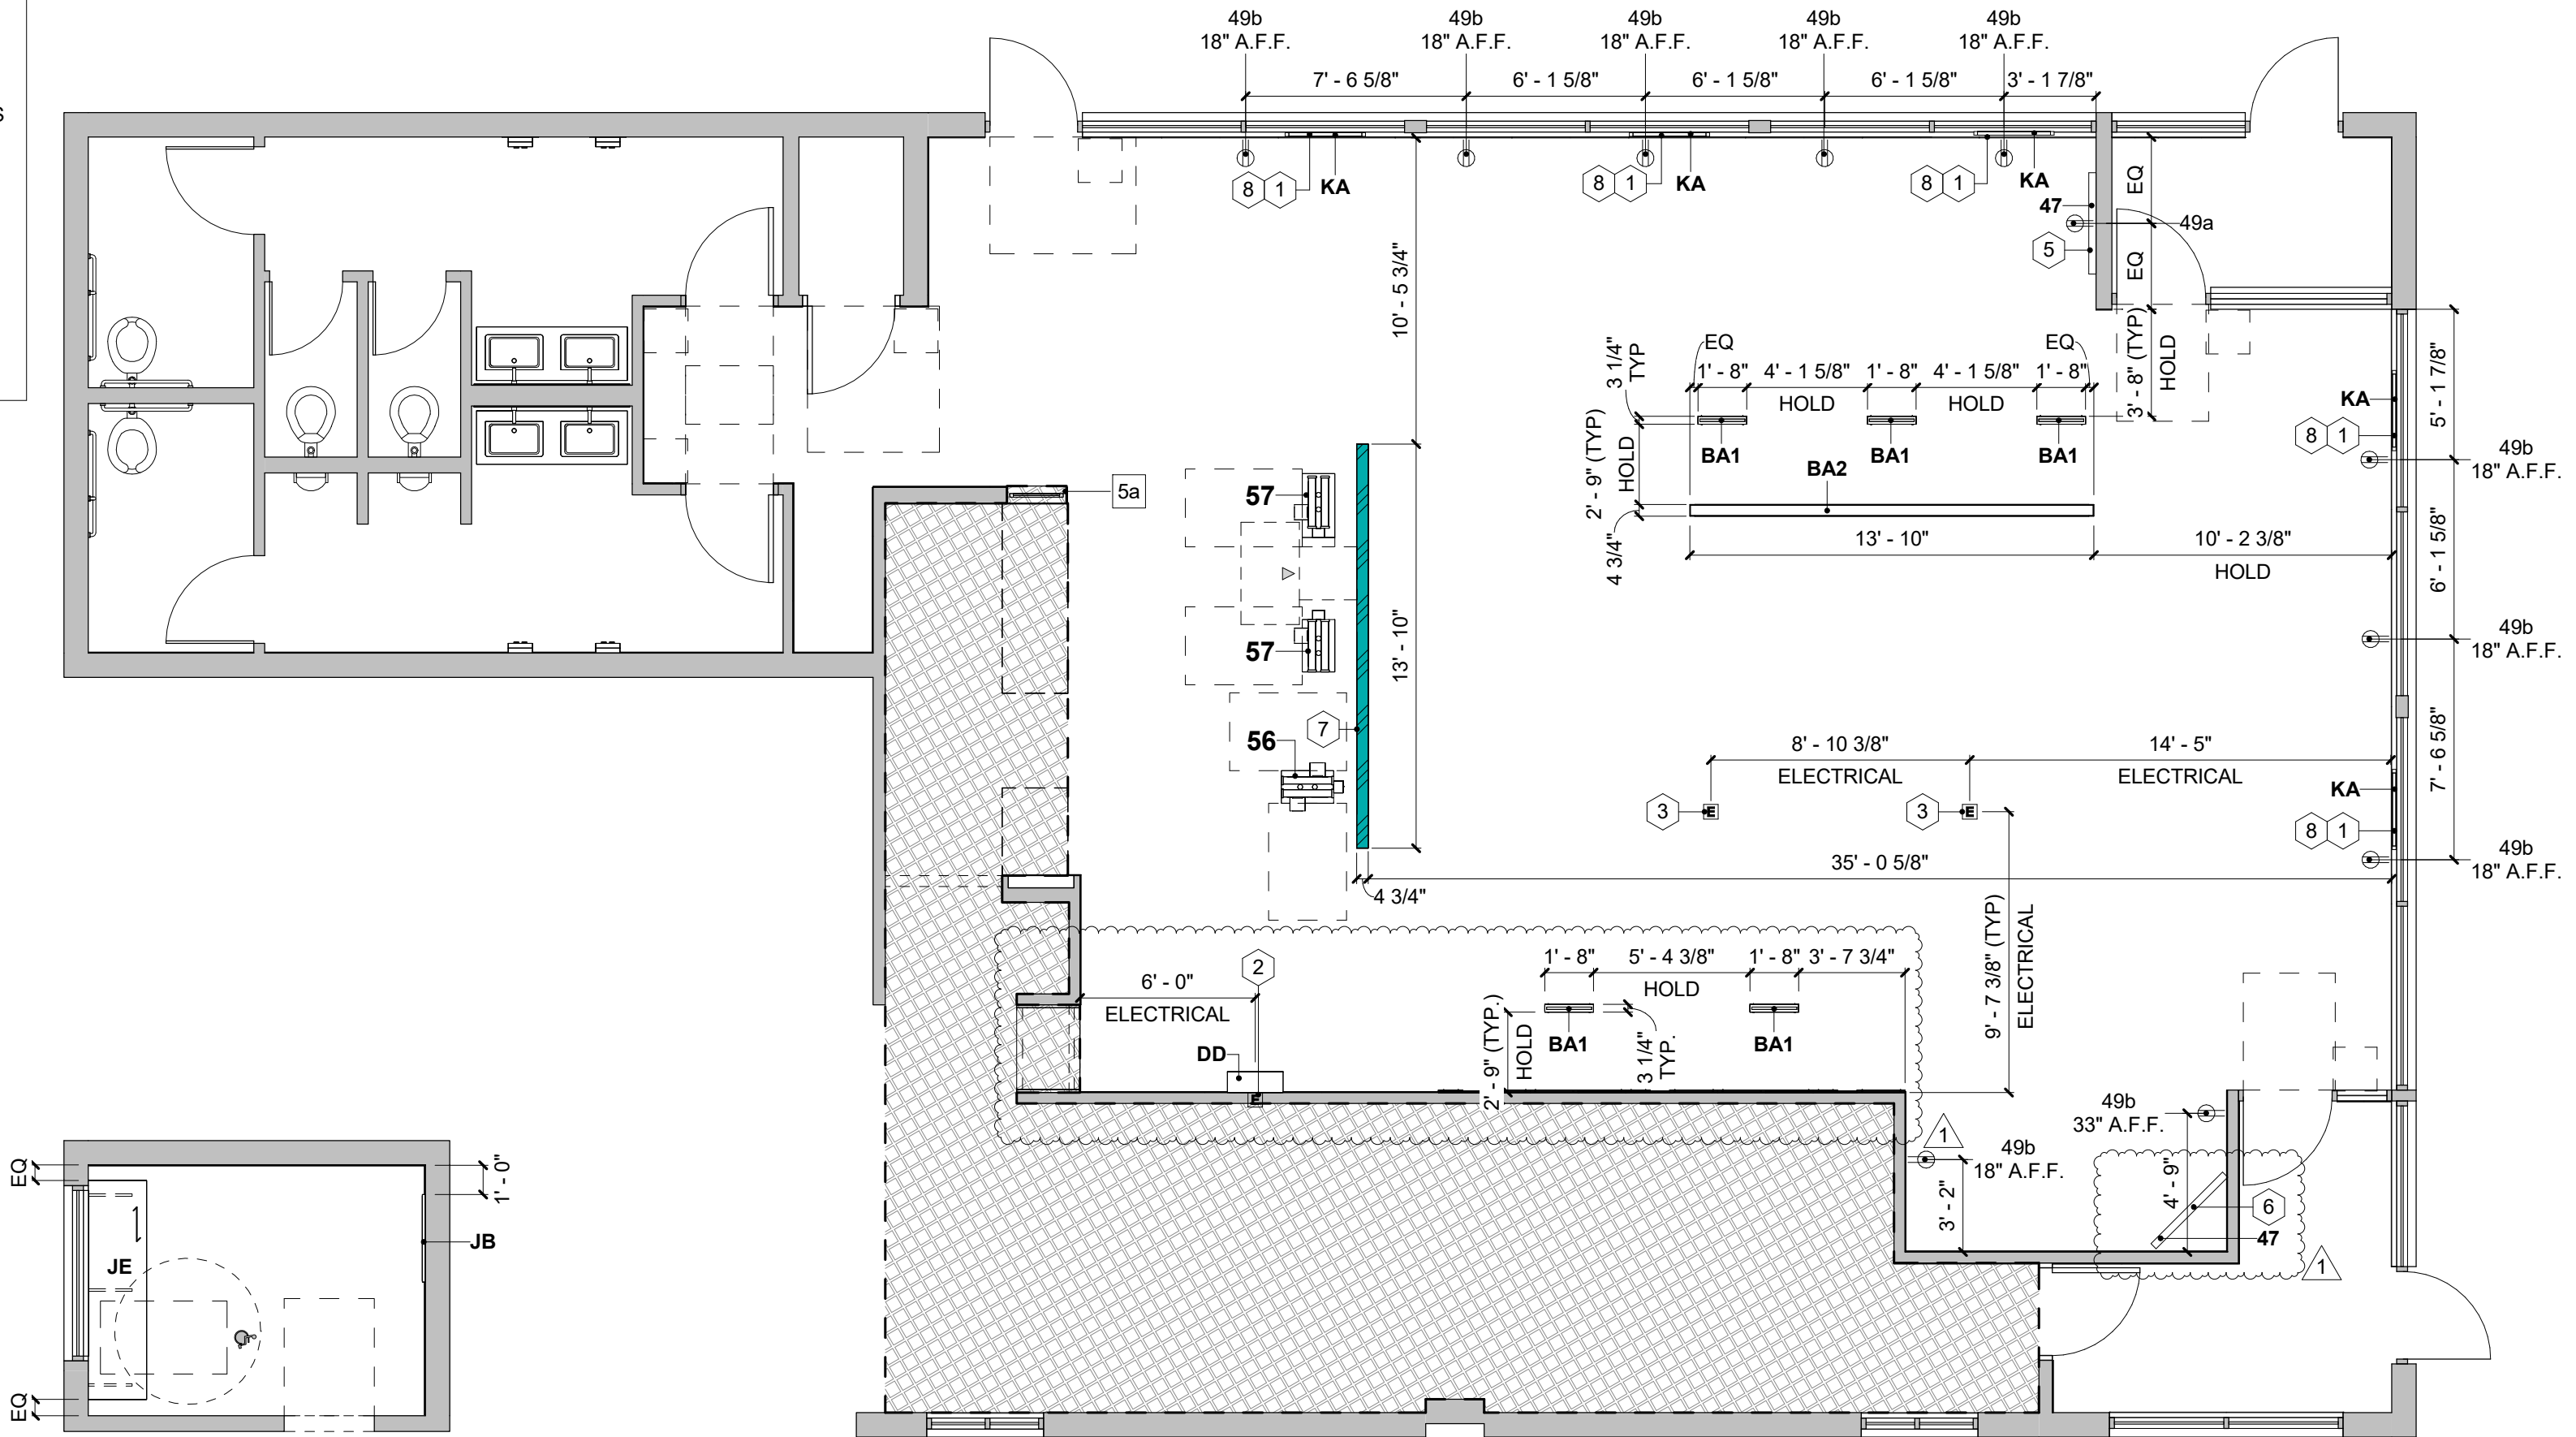 S
49b
18" A.F.F.
49b
18" A.F.F.
49b
18" A.F.F.
49b
18" A.F.F.
49b
18" A.F.F.
7' - 6 5/8"
6' - 1 5/8"
6' - 1 5/8"
6' - 1 5/8"
3' - 1 7/8"
8 1
KA
8 1
KA
8 1
KA
EQ
47
49a
5
EQ
10' - 5 3/4"
3' - 8" (TYP)
HOLD
5' - 1 7/8"
3 1/4"
TYP
EQ
EQ
1' - 8"
4' - 1 5/8"
1' - 8"
4' - 1 5/8"
1' - 8"
HOLD
HOLD
KA
8 1
49b
18" A.F.F.
2' - 9" (TYP)
HOLD
BA1
BA1
BA1
BA2
5a
57
4 3/4"
13' - 10"
10' - 2 3/8"
HOLD
6' - 1 5/8"
57
13' - 10"
49b
18" A.F.F.
7
56
8' - 10 3/8"
ELECTRICAL
14' - 5"
ELECTRICAL
7' - 6 5/8"
3
E
3
E
KA
8 1
49b
18" A.F.F.
35' - 0 5/8"
4 3/4"
9' - 7 3/8" (TYP)
ELECTRICAL
2
6' - 0"
ELECTRICAL
1' - 8"
5' - 4 3/8"
1' - 8"
3' - 7 3/4"
HOLD
2' - 9" (TYP.)
HOLD
BA1
3 1/4"
TYP.
BA1
DD
E
1
49b
18" A.F.F.
3' - 2"
49b
33" A.F.F.
4' - 9"
6
47
1
EQ
1' - 0"
JB
JE
EQ